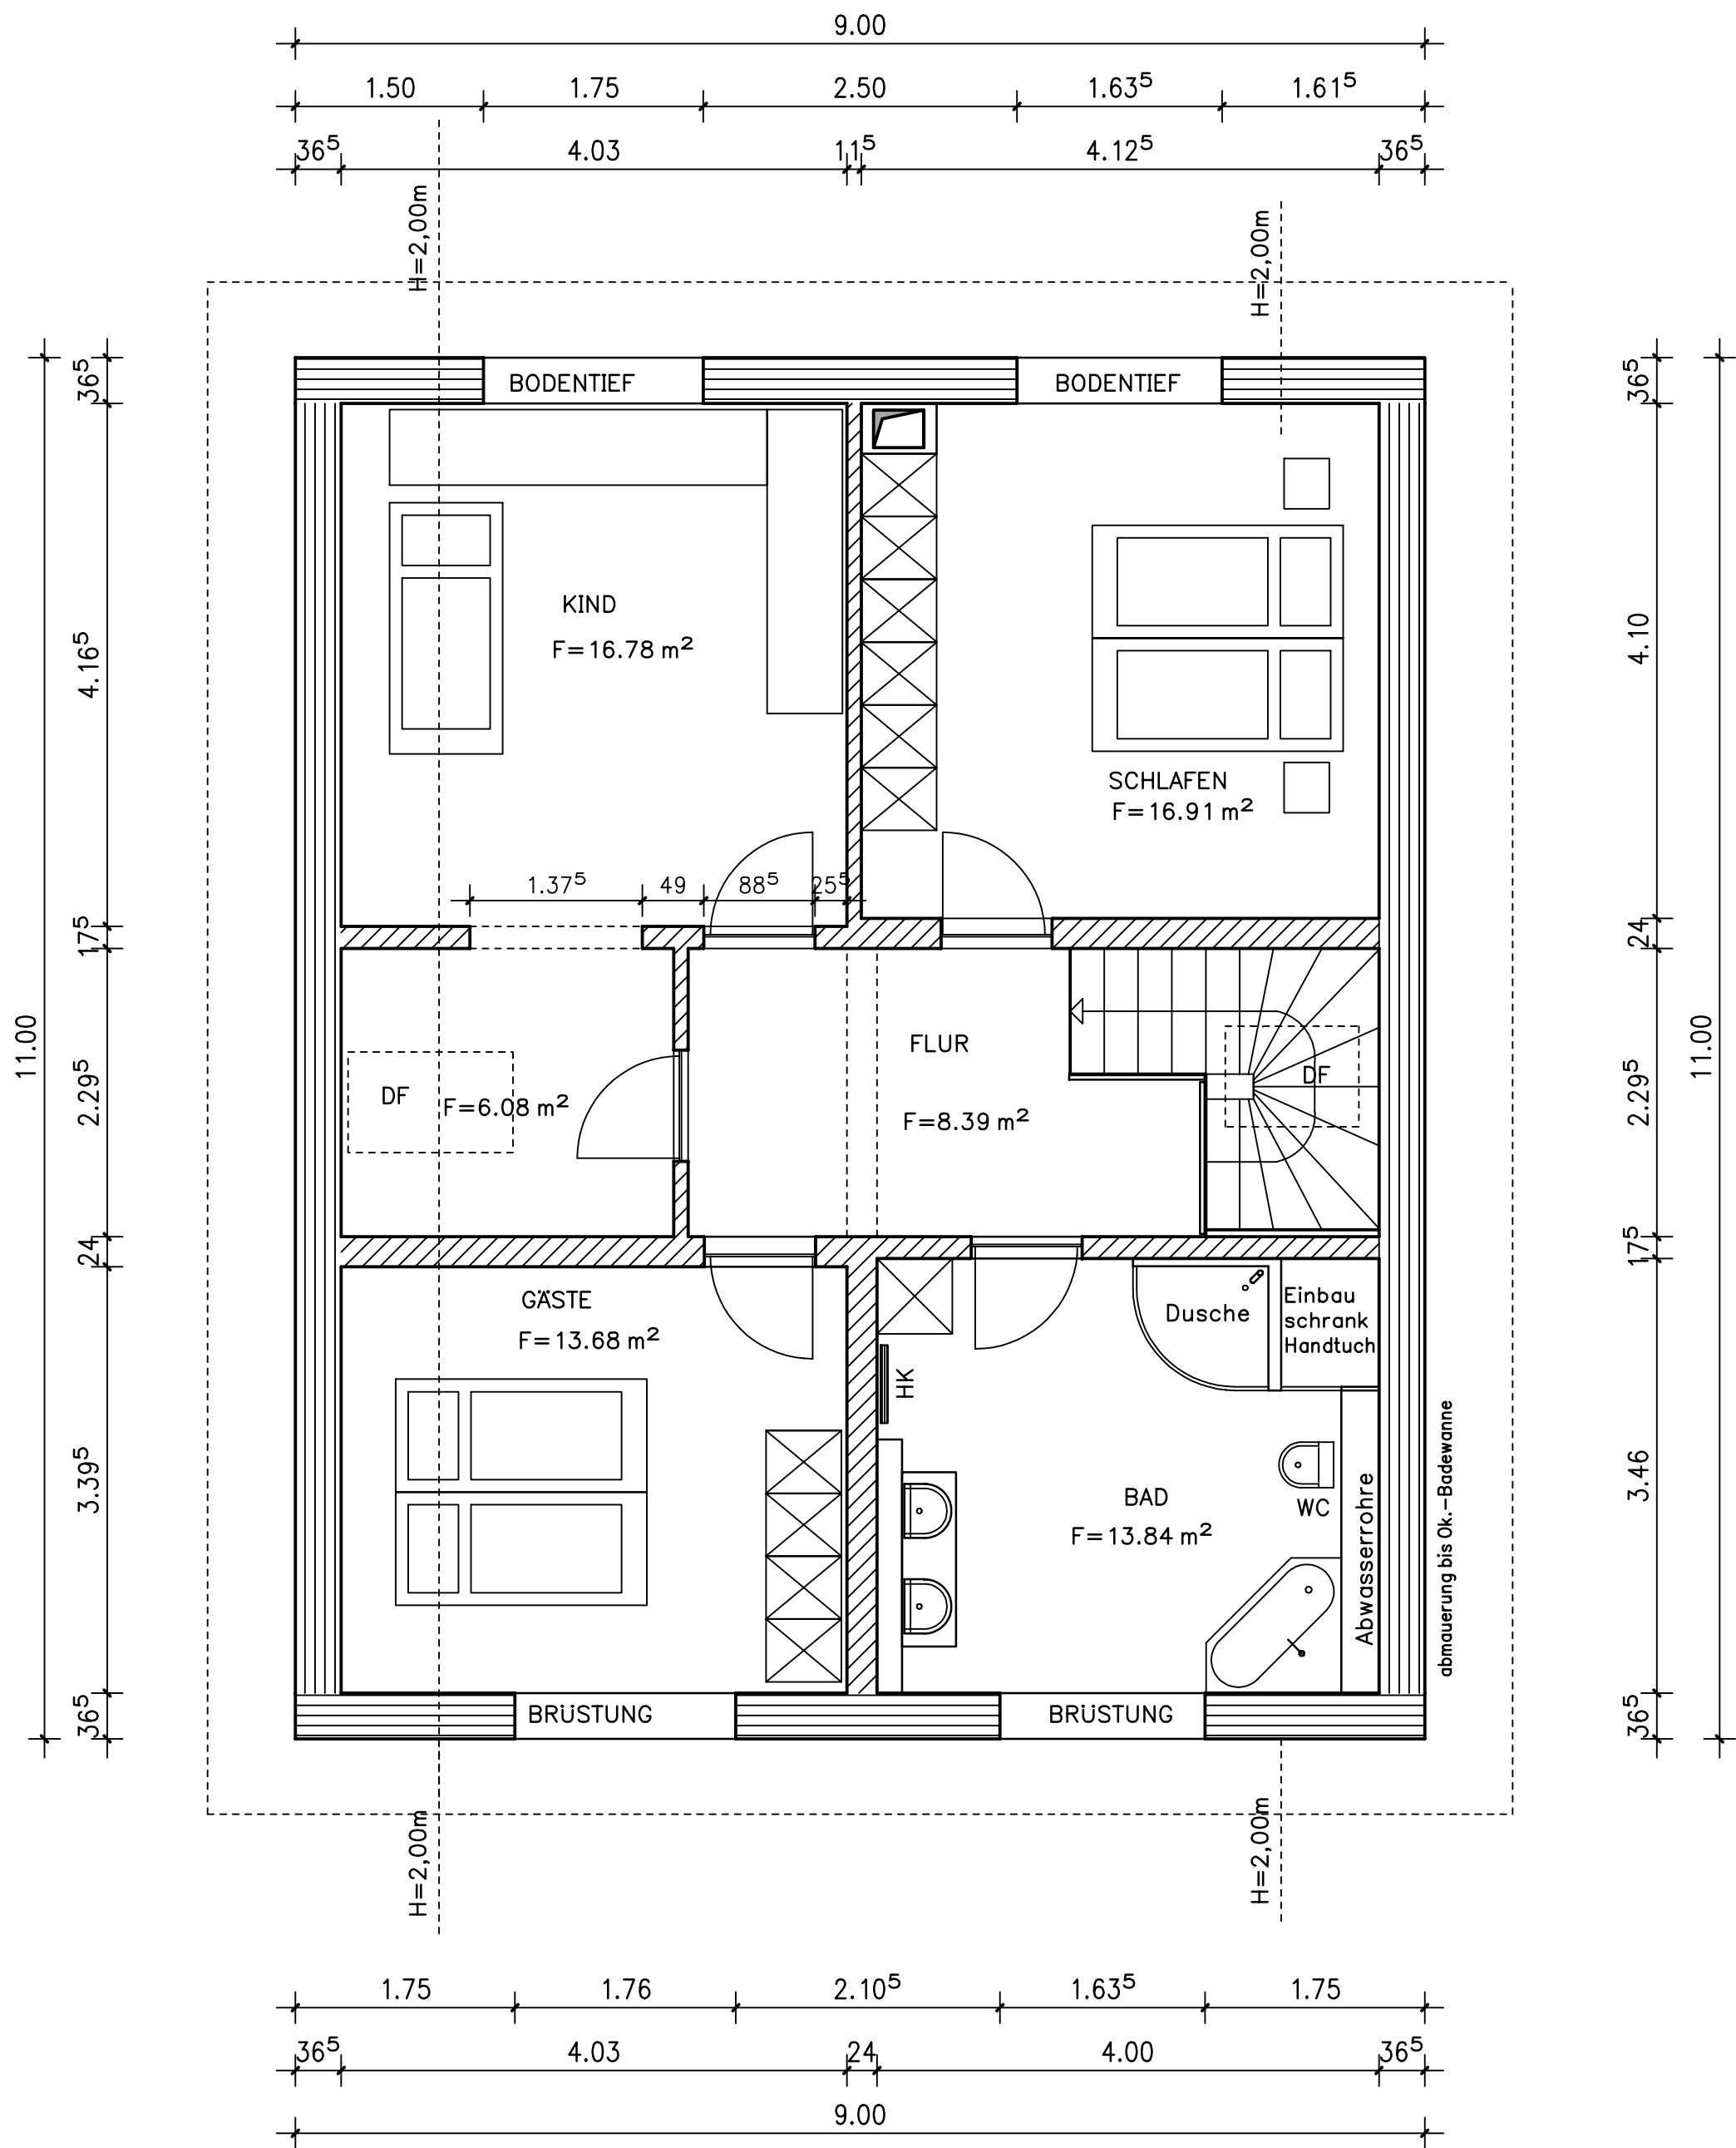 9.00
1.50 1.75 2.50 1.63⁵ 1.61⁵
36⁵ 4.03 11⁵ 4.12⁵ 36⁵
H=2,00m
H=2,00m
BODENTIEF
BODENTIEF
36⁵
4.16⁵
17⁵
2.29⁵
24
3.39⁵
36⁵
11.00
KIND
F=16.78 m²
SCHLAFEN
F=16.91 m²
1.37⁵ 49 88⁵ 25⁵
FLUR
F=8.39 m²
DF
F=6.08 m²
DF
GÄSTE
F=13.68 m²
HK
Dusche
Einbau
schrank
Handtuch
BAD
F=13.84 m²
WC
Abwasserrohre
abmauerung bis Ok.-Badewanne
BRÜSTUNG
BRÜSTUNG
36⁵
4.10
24
2.29⁵
17⁵
3.46
36⁵
11.00
H=2,00m
H=2,00m
1.75 1.76 2.10⁵ 1.63⁵ 1.75
36⁵ 4.03 24 4.00 36⁵
9.00